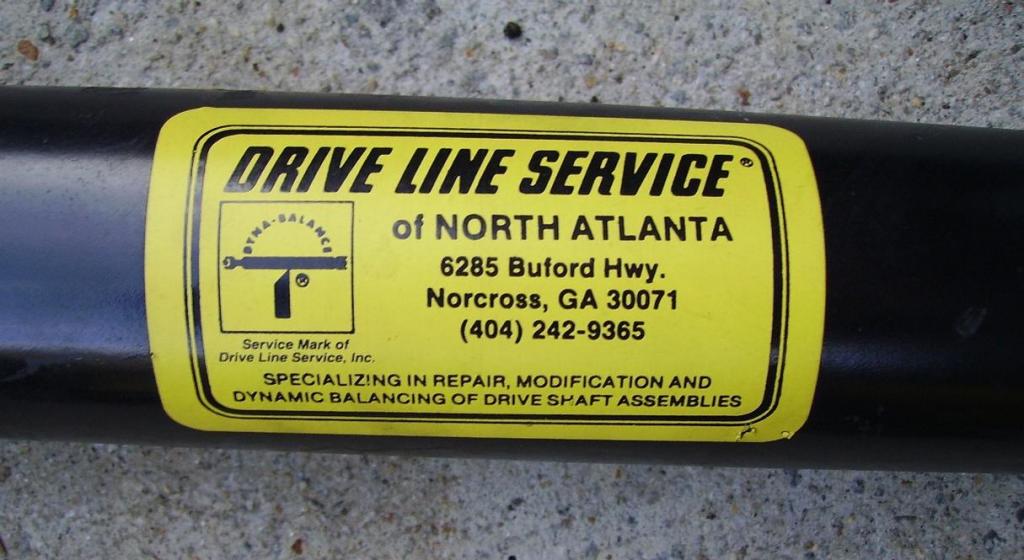 DRIVE LINE SERVICE®
of NORTH ATLANTA
DYNA-BALANCE
®
6285 Buford Hwy.
Norcross, GA 30071
(404) 242-9365
Service Mark of
Drive Line Service, Inc.
SPECIALIZING IN REPAIR, MODIFICATION AND
DYNAMIC BALANCING OF DRIVE SHAFT ASSEMBLIES